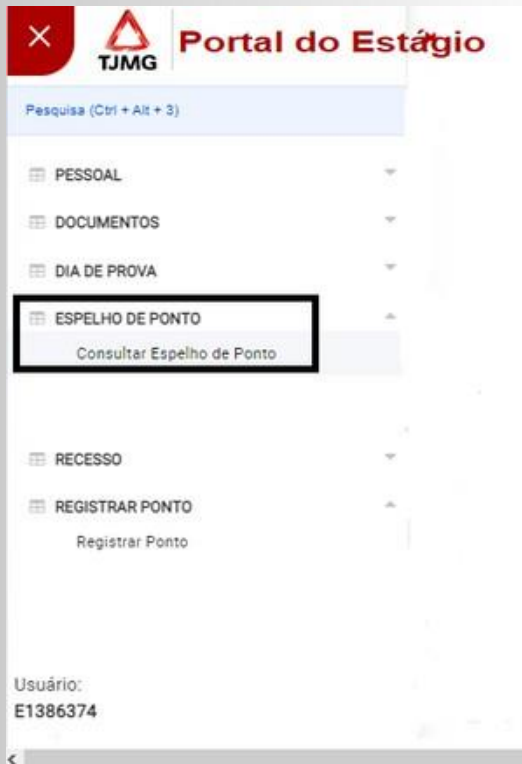 ×
TJMG
Portal do Estágio
Pesquisa (Ctrl + Alt + 3)
PESSOAL
DOCUMENTOS
DIA DE PROVA
ESPELHO DE PONTO
Consultar Espelho de Ponto
RECESSO
REGISTRAR PONTO
Registrar Ponto
Usuário:
E1386374